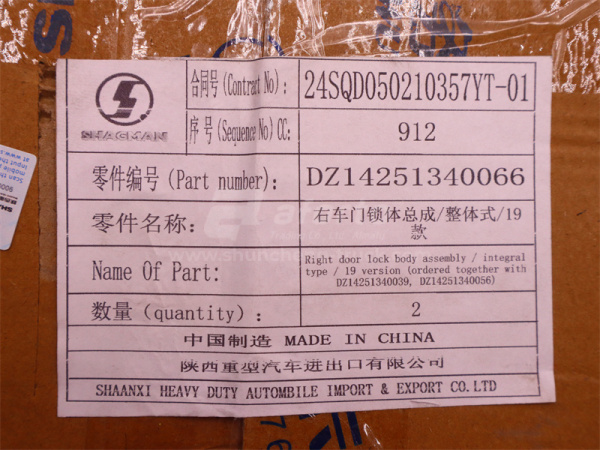 SHACMAN
合同号(Contract No): 24SQD050210357YT-01
序号(Sequence No)CC: 912
零件编号(Part number): DZ14251340066
零件名称: 右车门锁体总成/整体式/19
款
Name Of Part: Right door lock body assembly / integral
type / 19 version (ordered together with
DZ14251340039, DZ14251340056)
数量(quantity): 2
中国制造 MADE IN CHINA
陕西重型汽车进出口有限公司
SHAANXI HEAVY DUTY AUTOMBILE IMPORT & EXPORT CO.LTD